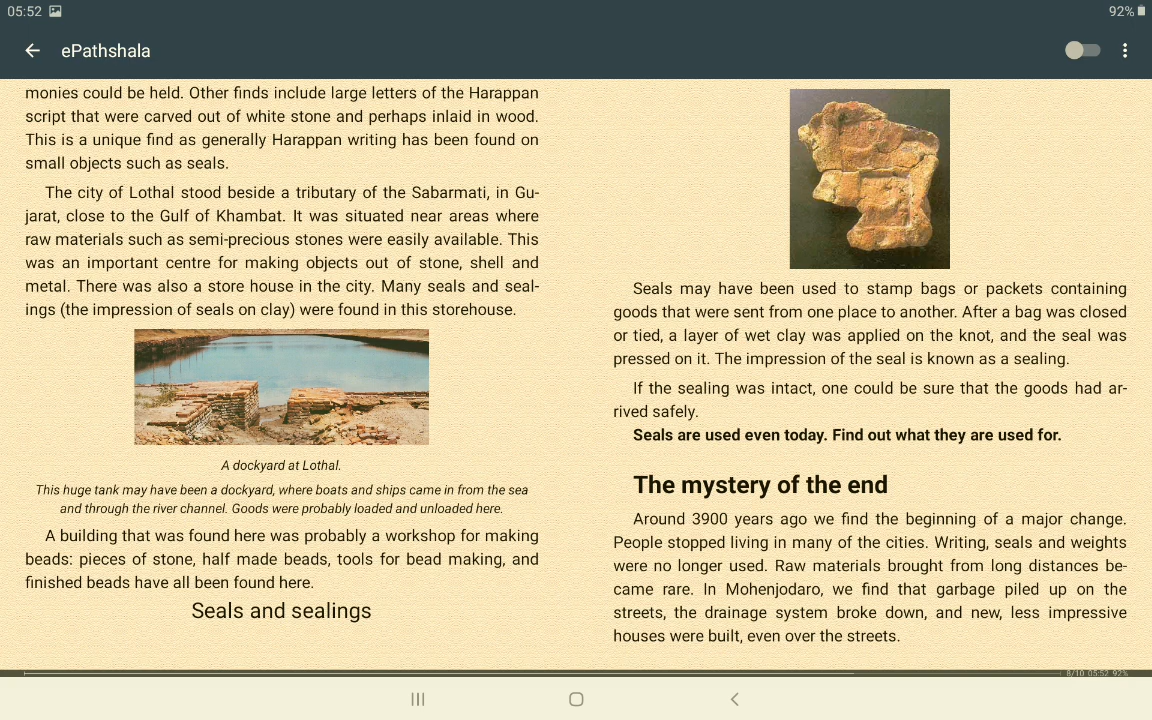 05:52
92%
ePathshala
monies could be held. Other finds include large letters of the Harappan
script that were carved out of white stone and perhaps inlaid in wood.
This is a unique find as generally Harappan writing has been found on
small objects such as seals.
The city of Lothal stood beside a tributary of the Sabarmati, in Gu-
jarat, close to the Gulf of Khambat. It was situated near areas where
raw materials such as semi-precious stones were easily available. This
was an important centre for making objects out of stone, shell and
metal. There was also a store house in the city. Many seals and seal-
ings (the impression of seals on clay) were found in this storehouse.
A dockyard at Lothal.
This huge tank may have been a dockyard, where boats and ships came in from the sea
and through the river channel. Goods were probably loaded and unloaded here.
A building that was found here was probably a workshop for making
beads: pieces of stone, half made beads, tools for bead making, and
finished beads have all been found here.
Seals and sealings
Seals may have been used to stamp bags or packets containing
goods that were sent from one place to another. After a bag was closed
or tied, a layer of wet clay was applied on the knot, and the seal was
pressed on it. The impression of the seal is known as a sealing.
If the sealing was intact, one could be sure that the goods had ar-
rived safely.
Seals are used even today. Find out what they are used for.
The mystery of the end
Around 3900 years ago we find the beginning of a major change.
People stopped living in many of the cities. Writing, seals and weights
were no longer used. Raw materials brought from long distances be-
came rare. In Mohenjodaro, we find that garbage piled up on the
streets, the drainage system broke down, and new, less impressive
houses were built, even over the streets.
8/10 05:52 92%